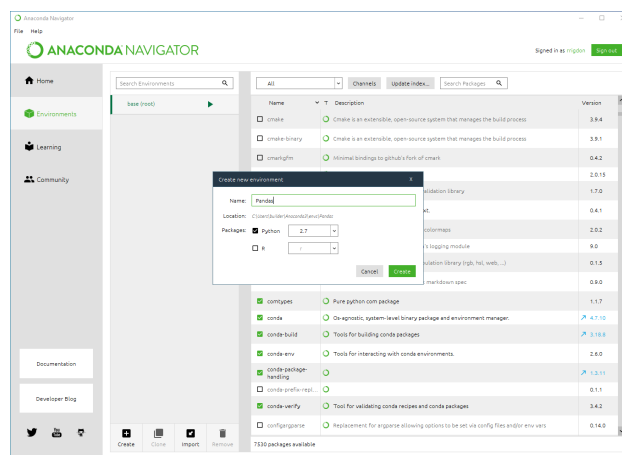 Anaconda Navigator
File Help
ANACONDA NAVIGATOR
Signed in as rrigdon
Sign out
Home
Environments
Learning
Community
Documentation
Developer Blog
Search Environments
base (root)
Create Clone Import Remove
All
Channels
Update index...
Search Packages
Name T Description Version
cmake Cmake is an extensible, open-source system that manages the build process 3.9.4
cmake-binary Cmake is an extensible, open-source system that manages the build process 3.9.1
cmarkgfm Minimal bindings to github's fork of cmark 0.4.2
2.0.15
validation library 1.7.0
ext. 0.4.1
colormaps 2.0.2
's logging module 9.0
ulation library (rgb, hsl, web, ...) 0.1.5
markdown spec 0.9.0
Create new environment X
Name: Pandas
Location:
Packages: Python 2.7
R r
Cancel Create
comtypes Pure python com package 1.1.7
conda Os-agnostic, system-level binary package and environment manager. 4.7.10
conda-build Tools for building conda packages 3.18.8
conda-env Tools for interacting with conda environments. 2.6.0
conda-package-handling 1.3.11
conda-prefix-repl... 0.1.1
conda-verify Tool for validating conda recipes and conda packages 3.4.2
configargparse Replacement for argparse allowing options to be set via config files and/or env vars 0.14.0
7530 packages available